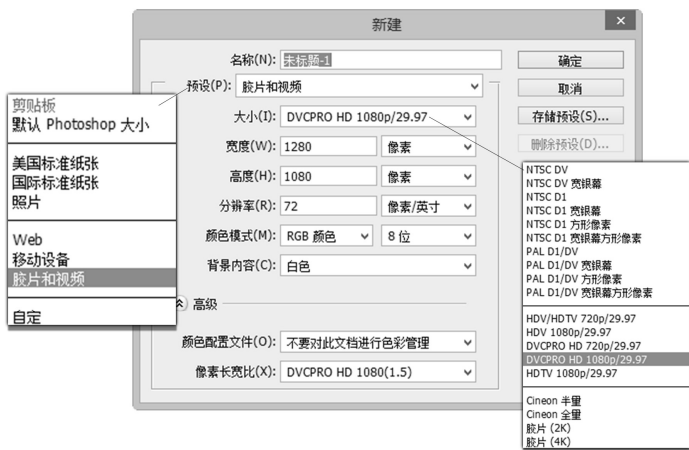 新建
名称(N): 未标题-1
确定
预设(P): 胶片和视频
取消
大小(I): DVCPRO HD 1080p/29.97
存储预设(S)...
宽度(W): 1280 像素
删除预设(D)...
高度(H): 1080 像素
分辨率(R): 72 像素/英寸
颜色模式(M): RGB 颜色 8 位
背景内容(C): 白色
高级
颜色配置文件(O): 不要对此文档进行色彩管理
像素长宽比(X): DVCPRO HD 1080(1.5)
剪贴板
默认 Photoshop 大小
美国标准纸张
国际标准纸张
照片
Web
移动设备
胶片和视频
自定
NTSC DV
NTSC DV 宽银幕
NTSC D1
NTSC D1 宽银幕
NTSC D1 方形像素
NTSC D1 宽银幕方形像素
PAL D1/DV
PAL D1/DV 宽银幕
PAL D1/DV 方形像素
PAL D1/DV 宽银幕方形像素
HDV/HDTV 720p/29.97
HDV 1080p/29.97
DVCPRO HD 720p/29.97
DVCPRO HD 1080p/29.97
HDTV 1080p/29.97
Cineon 半量
Cineon 全量
胶片 (2K)
胶片 (4K)